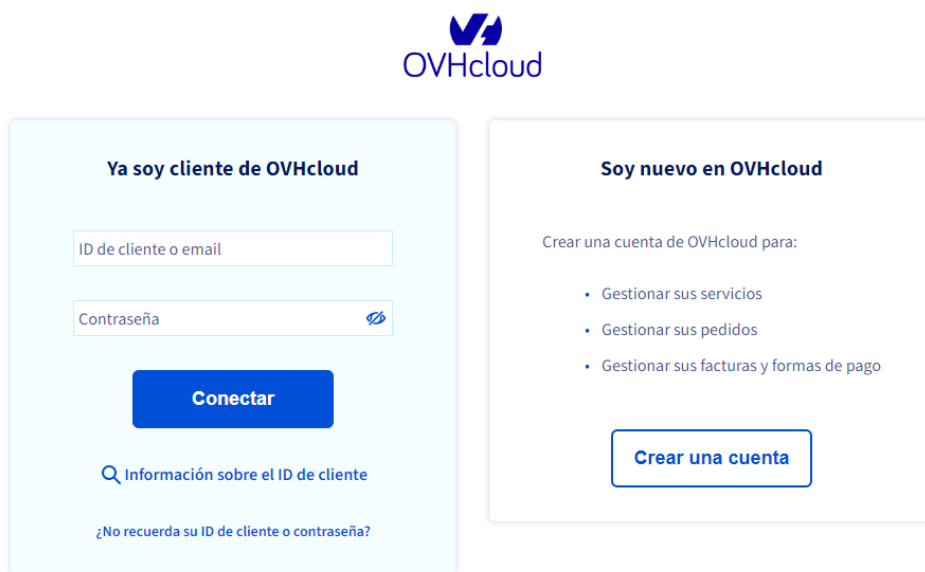 OVHcloud
Ya soy cliente de OVHcloud
ID de cliente o email
Contraseña
Conectar
Información sobre el ID de cliente
¿No recuerda su ID de cliente o contraseña?
Soy nuevo en OVHcloud
Crear una cuenta de OVHcloud para:
• Gestionar sus servicios
• Gestionar sus pedidos
• Gestionar sus facturas y formas de pago
Crear una cuenta